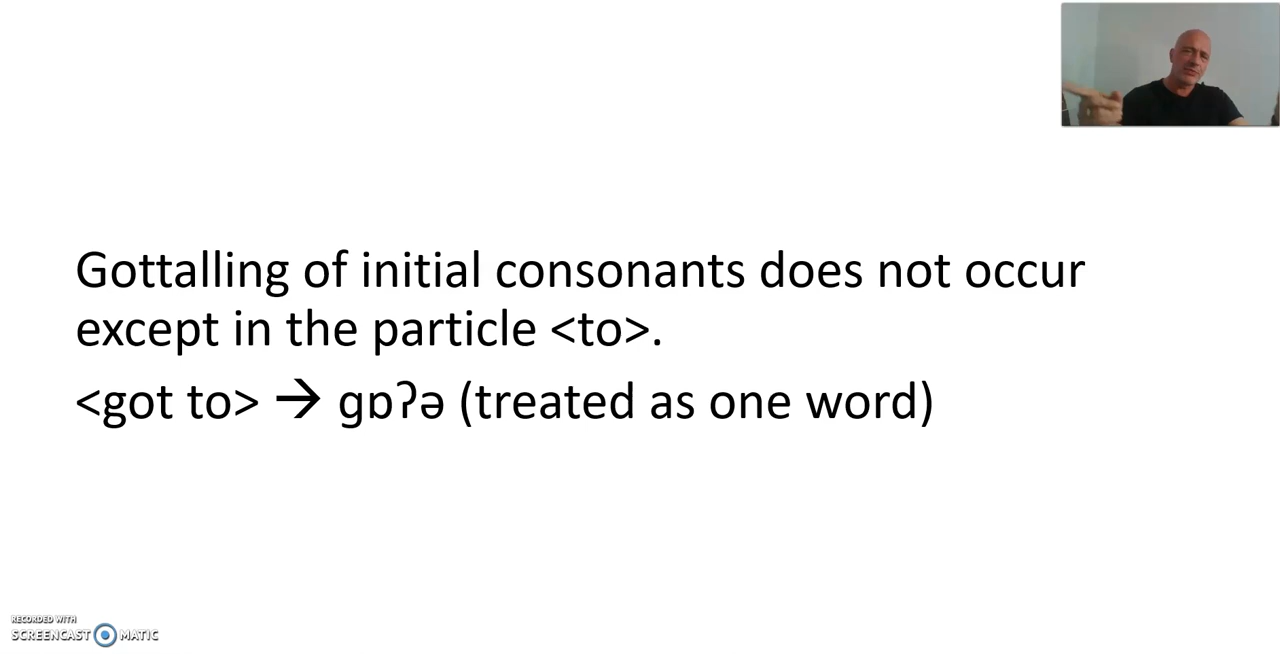 Gottalling of initial consonants does not occur
except in the particle <to>.
<got to> → gɒʔə (treated as one word)
RECORDED WITH
SCREENCAST MATIC